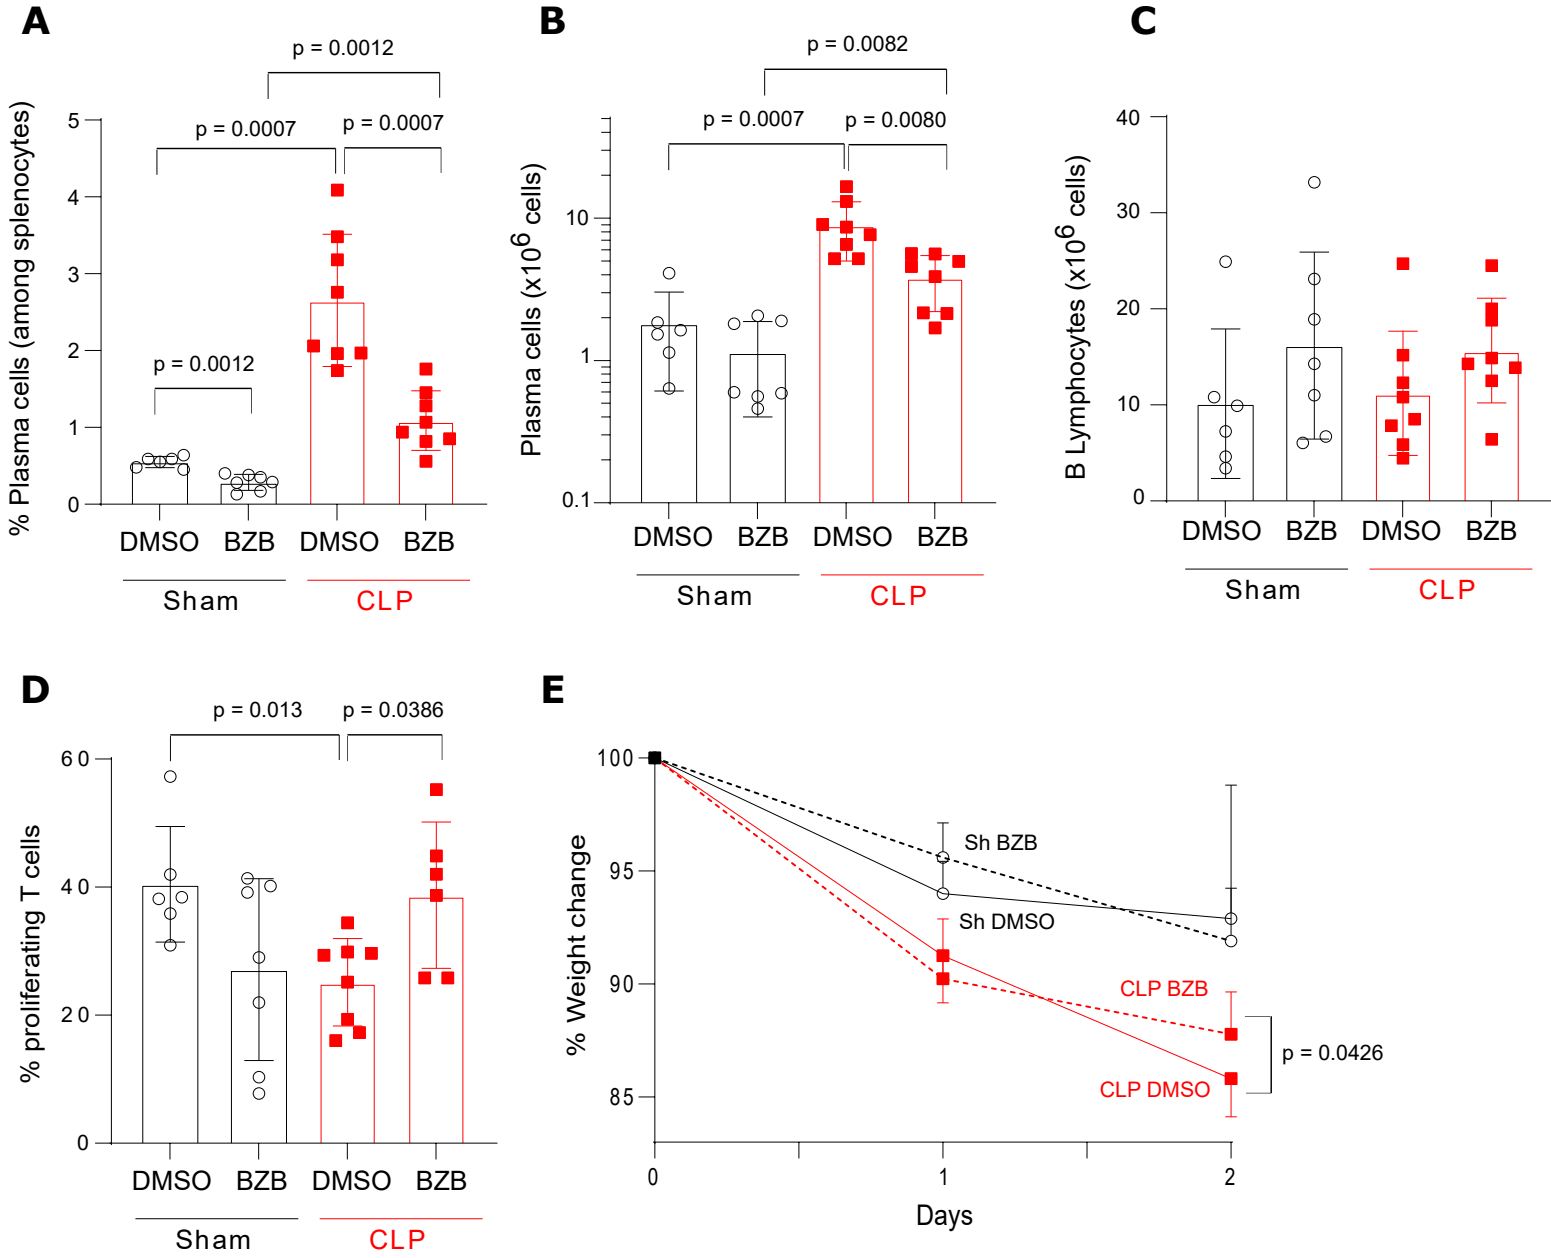 A
p = 0.0012
p = 0.0007
p = 0.0007
p = 0.0012
% Plasma cells (among splenocytes)
5
4
3
2
1
0
DMSO BZB DMSO BZB
Sham CLP
B
p = 0.0082
p = 0.0007
p = 0.0080
Plasma cells (x10⁶ cells)
10
1
0.1
DMSO BZB DMSO BZB
Sham CLP
C
B Lymphocytes (x10⁶ cells)
40
30
20
10
0
DMSO BZB DMSO BZB
Sham CLP
D
p = 0.013
p = 0.0386
% proliferating T cells
60
40
20
0
DMSO BZB DMSO BZB
Sham CLP
E
% Weight change
100
95
90
85
Sh BZB
Sh DMSO
CLP BZB
CLP DMSO
p = 0.0426
0 1 2
Days